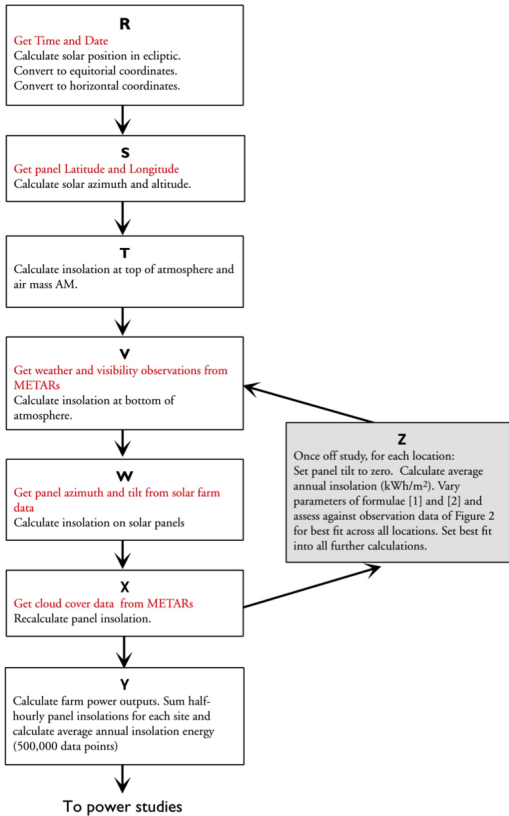 R
Get Time and Date
Calculate solar position in ecliptic.
Convert to equitorial coordinates.
Convert to horizontal coordinates.
S
Get panel Latitude and Longitude
Calculate solar azimuth and altitude.
T
Calculate insolation at top of atmosphere and
air mass AM.
V
Get weather and visibility observations from
METARs
Calculate insolation at bottom of
atmosphere.
W
Get panel azimuth and tilt from solar farm
data
Calculate insolation on solar panels
X
Get cloud cover data from METARs
Recalculate panel insolation.
Y
Calculate farm power outputs. Sum half-
hourly panel insolations for each site and
calculate average annual insolation energy
(500,000 data points)
To power studies
Z
Once off study, for each location:
Set panel tilt to zero. Calculate average
annual insolation (kWh/m²). Vary
parameters of formulae [1] and [2] and
assess against observation data of Figure 2
for best fit across all locations. Set best fit
into all further calculations.